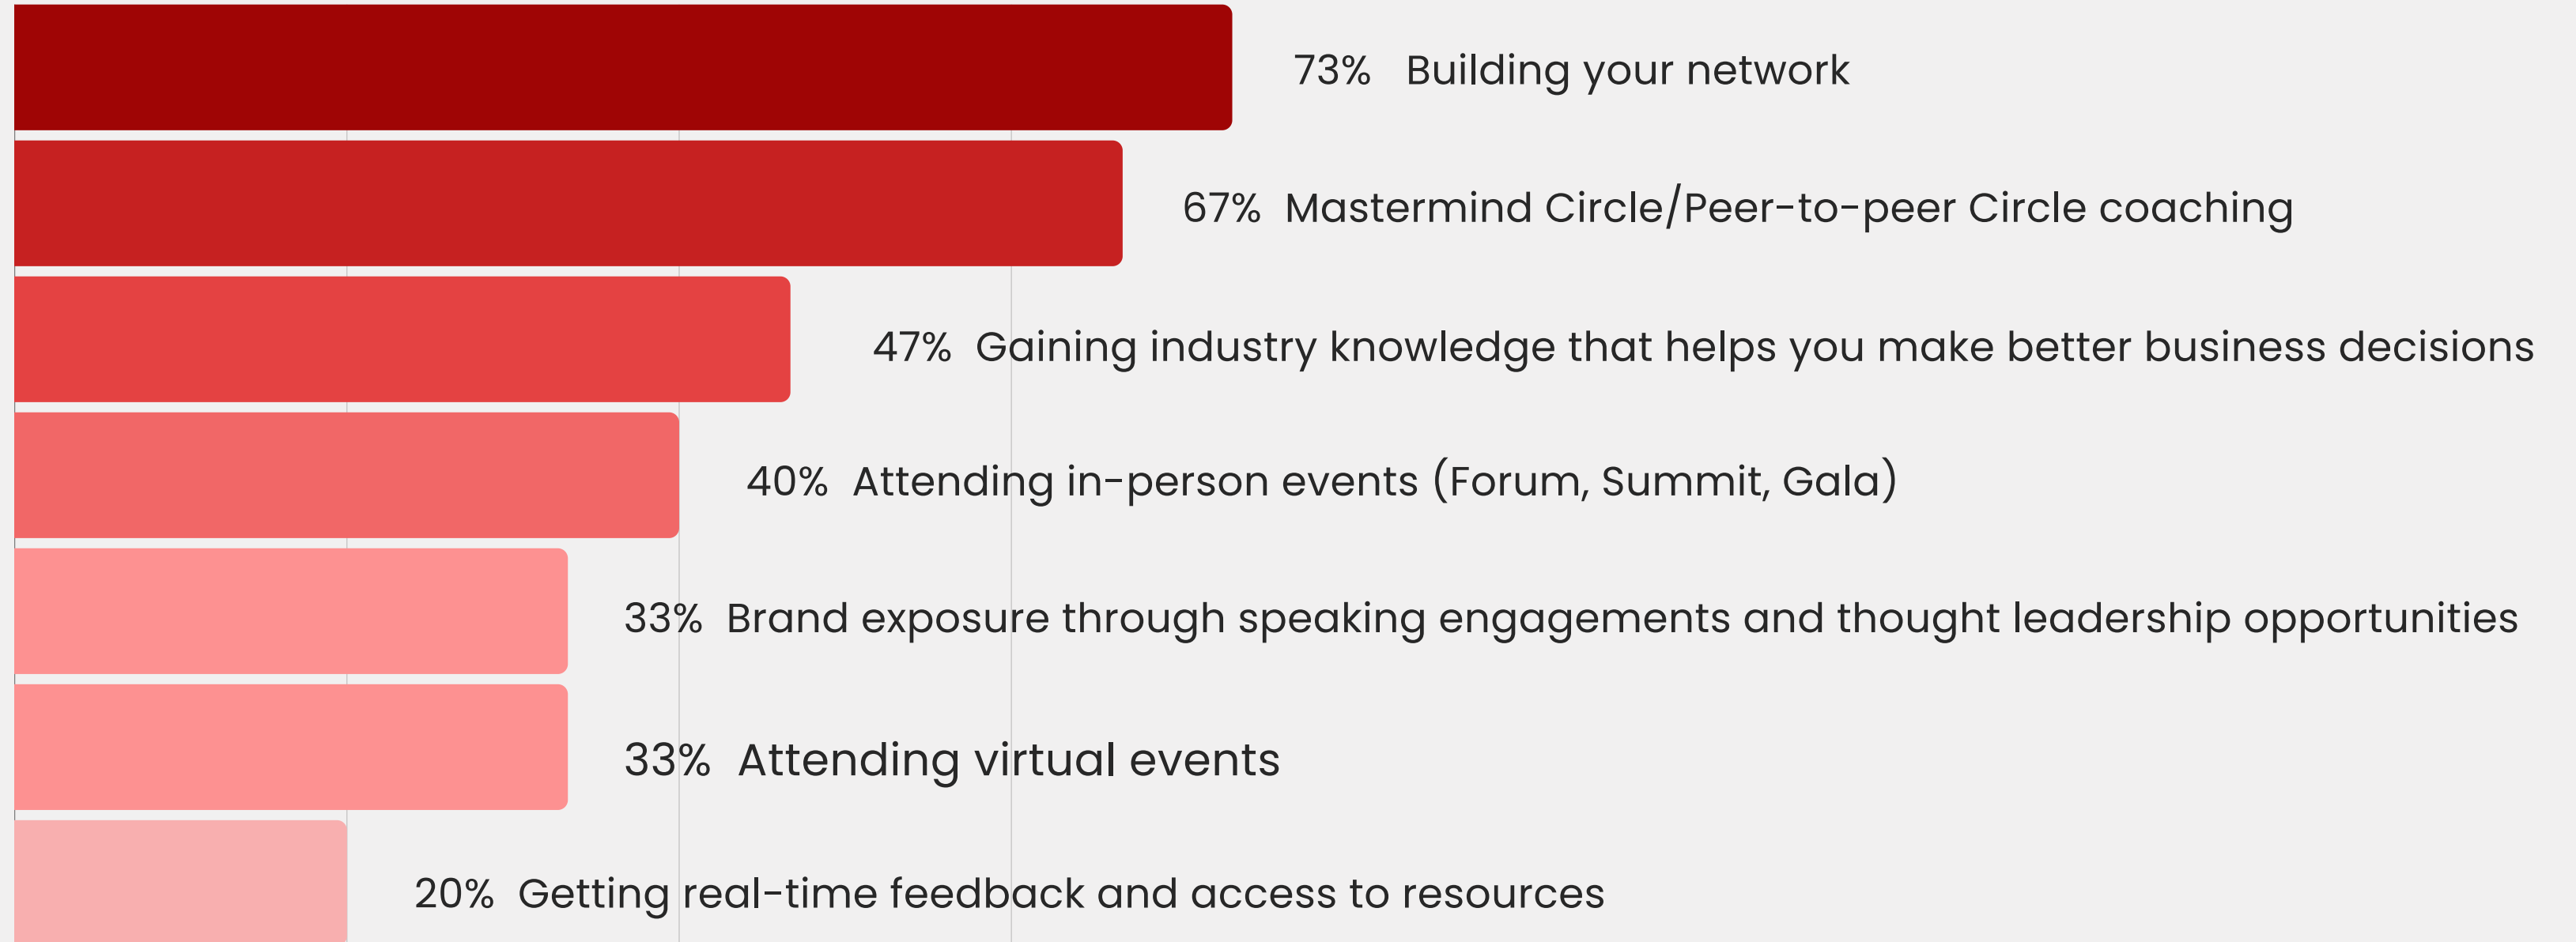 73% Building your network
67% Mastermind Circle/Peer-to-peer Circle coaching
47% Gaining industry knowledge that helps you make better business decisions
40% Attending in-person events (Forum, Summit, Gala)
33% Brand exposure through speaking engagements and thought leadership opportunities
33% Attending virtual events
20% Getting real-time feedback and access to resources